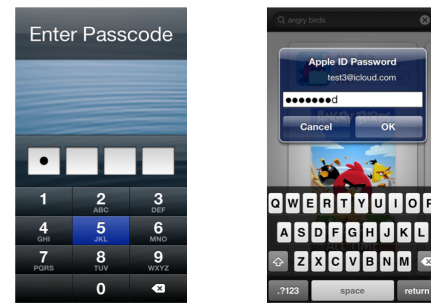 Enter Passcode
1
2
ABC
3
DEF
4
GHI
5
JKL
6
MNO
7
PQRS
8
TUV
9
WXYZ
0
angry birds
Apple ID Password
test3@icloud.com
●●●●●●●d
Cancel
OK
Q W E R T Y U I O P
A S D F G H J K L
Z X C V B N M
.?123
space
return